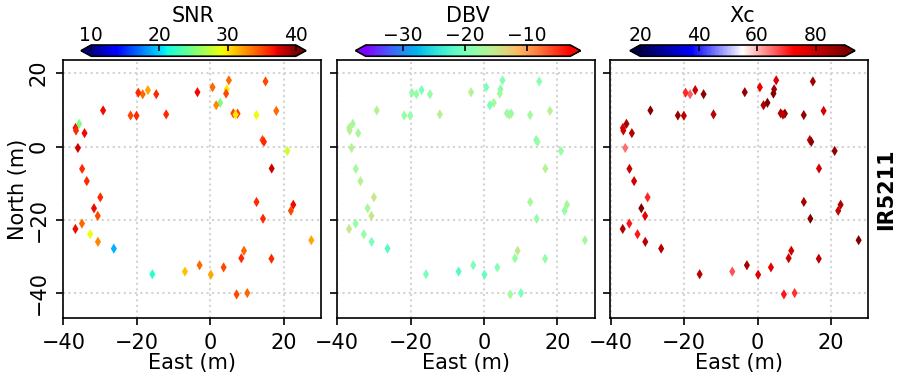 SNR DBV Xc
10 20 30 40 −30 −20 −10 20 40 60 80
20
0
−20
−40
North (m)
IR5211
−40 −20 0 20 −40 −20 0 20 −40 −20 0 20
East (m) East (m) East (m)